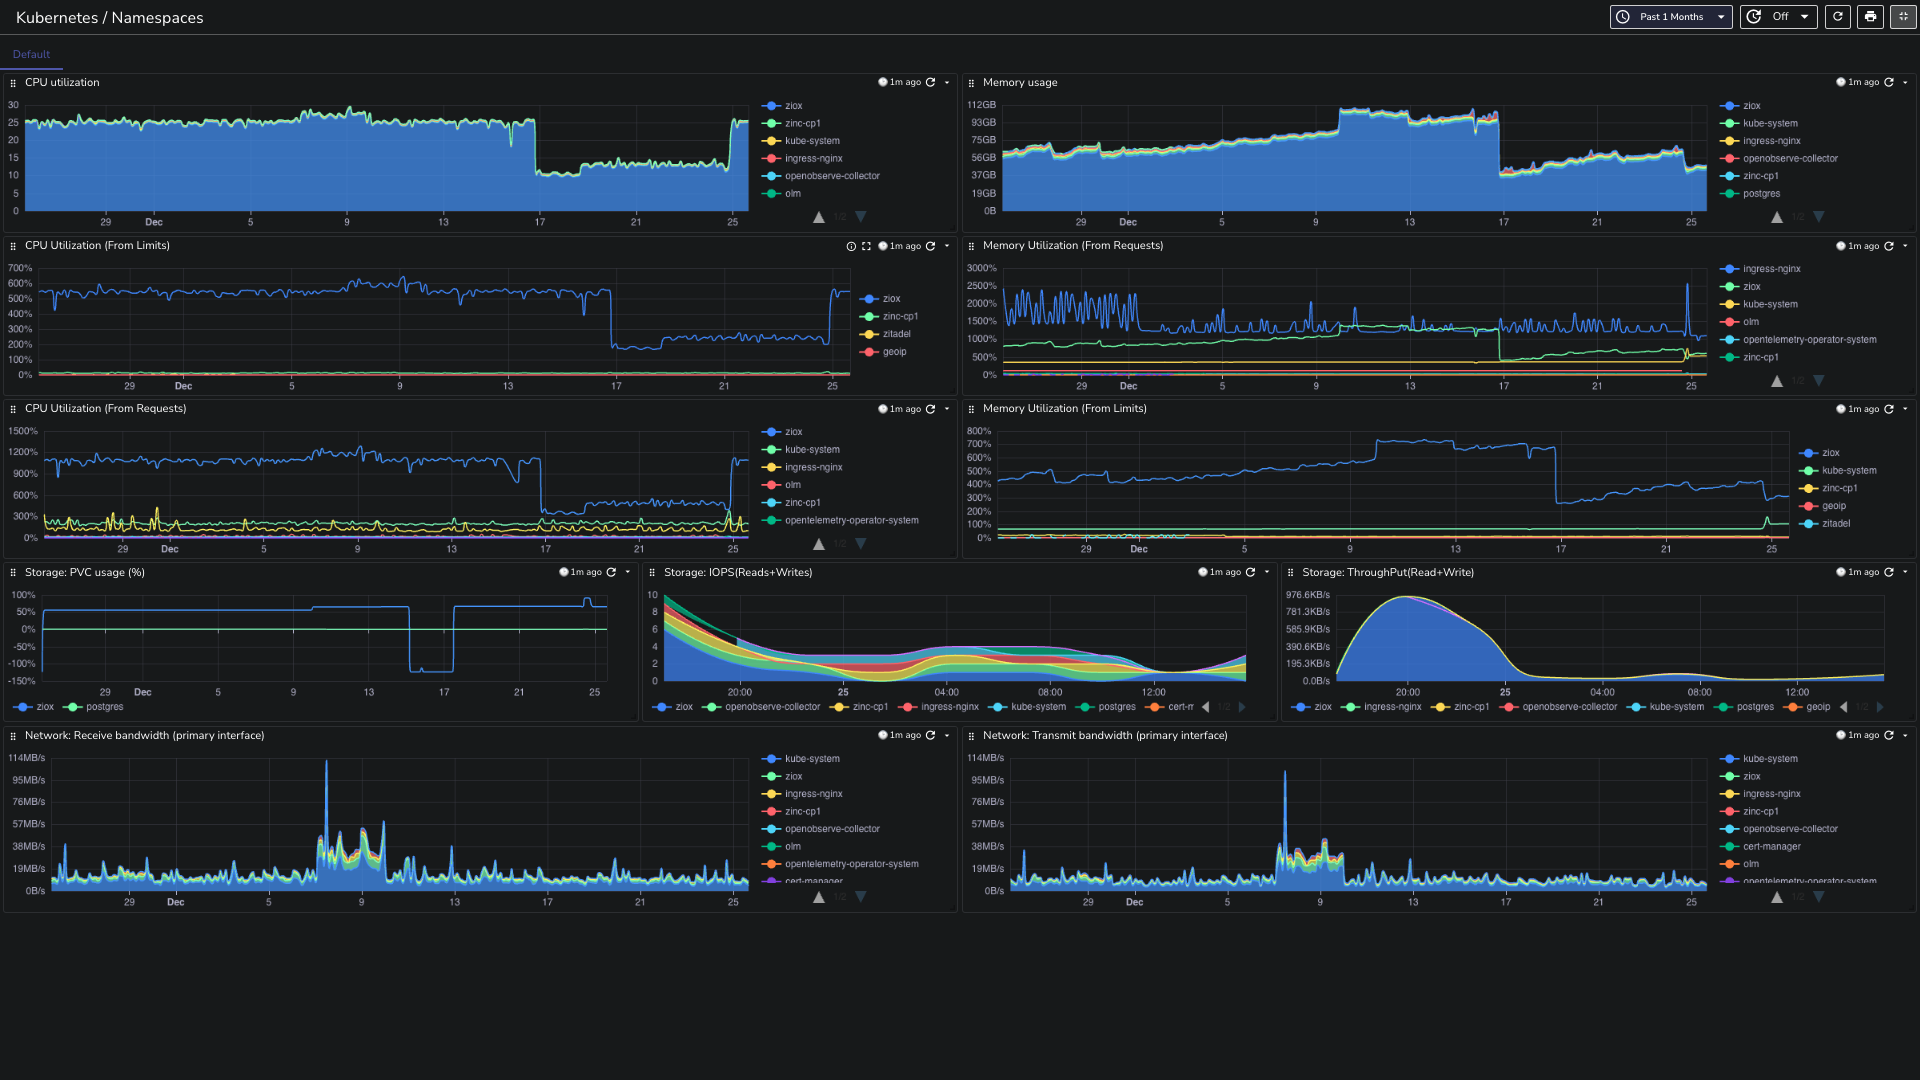 Kubernetes / Namespaces
Past 1 Months
Off
Default
CPU utilization
1m ago
30
25
20
15
10
5
0
29
Dec
5
9
13
17
21
25
ziox
zinc-cp1
kube-system
ingress-nginx
openobserve-collector
olm
1/2
Memory usage
1m ago
112GB
93GB
75GB
56GB
37GB
19GB
0B
29
Dec
5
9
13
17
21
25
ziox
kube-system
ingress-nginx
openobserve-collector
zinc-cp1
postgres
1/2
CPU Utilization (From Limits)
1m ago
700%
600%
500%
400%
300%
200%
100%
0%
29
Dec
5
9
13
17
21
25
ziox
zinc-cp1
zitadel
geoip
Memory Utilization (From Requests)
1m ago
3000%
2500%
2000%
1500%
1000%
500%
0%
29
Dec
5
9
13
17
21
25
ingress-nginx
ziox
kube-system
olm
opentelemetry-operator-system
zinc-cp1
1/2
CPU Utilization (From Requests)
1m ago
1500%
1200%
900%
600%
300%
0%
29
Dec
5
9
13
17
21
25
ziox
kube-system
ingress-nginx
olm
zinc-cp1
opentelemetry-operator-system
1/2
Memory Utilization (From Limits)
1m ago
800%
700%
600%
500%
400%
300%
200%
100%
0%
29
Dec
5
9
13
17
21
25
ziox
kube-system
zinc-cp1
geoip
zitadel
Storage: PVC usage (%)
1m ago
100%
50%
0%
-50%
-100%
-150%
29
Dec
5
9
13
17
21
25
ziox
postgres
Storage: IOPS(Reads+Writes)
1m ago
10
8
6
4
2
0
20:00
25
04:00
08:00
12:00
ziox
openobserve-collector
zinc-cp1
ingress-nginx
kube-system
postgres
cert-r
1/2
Storage: ThroughPut(Read+Write)
1m ago
976.6KB/s
781.3KB/s
585.9KB/s
390.6KB/s
195.3KB/s
0.0B/s
20:00
25
04:00
08:00
12:00
ziox
ingress-nginx
zinc-cp1
openobserve-collector
kube-system
postgres
geoip
1/2
Network: Receive bandwidth (primary interface)
1m ago
114MB/s
95MB/s
76MB/s
57MB/s
38MB/s
19MB/s
0B/s
29
Dec
5
9
13
17
21
25
kube-system
ziox
ingress-nginx
zinc-cp1
openobserve-collector
olm
opentelemetry-operator-system
cert-manager
1/2
Network: Transmit bandwidth (primary interface)
1m ago
114MB/s
95MB/s
76MB/s
57MB/s
38MB/s
19MB/s
0B/s
29
Dec
5
9
13
17
21
25
kube-system
ziox
ingress-nginx
zinc-cp1
openobserve-collector
cert-manager
olm
opentelemetry-operator-system
1/2